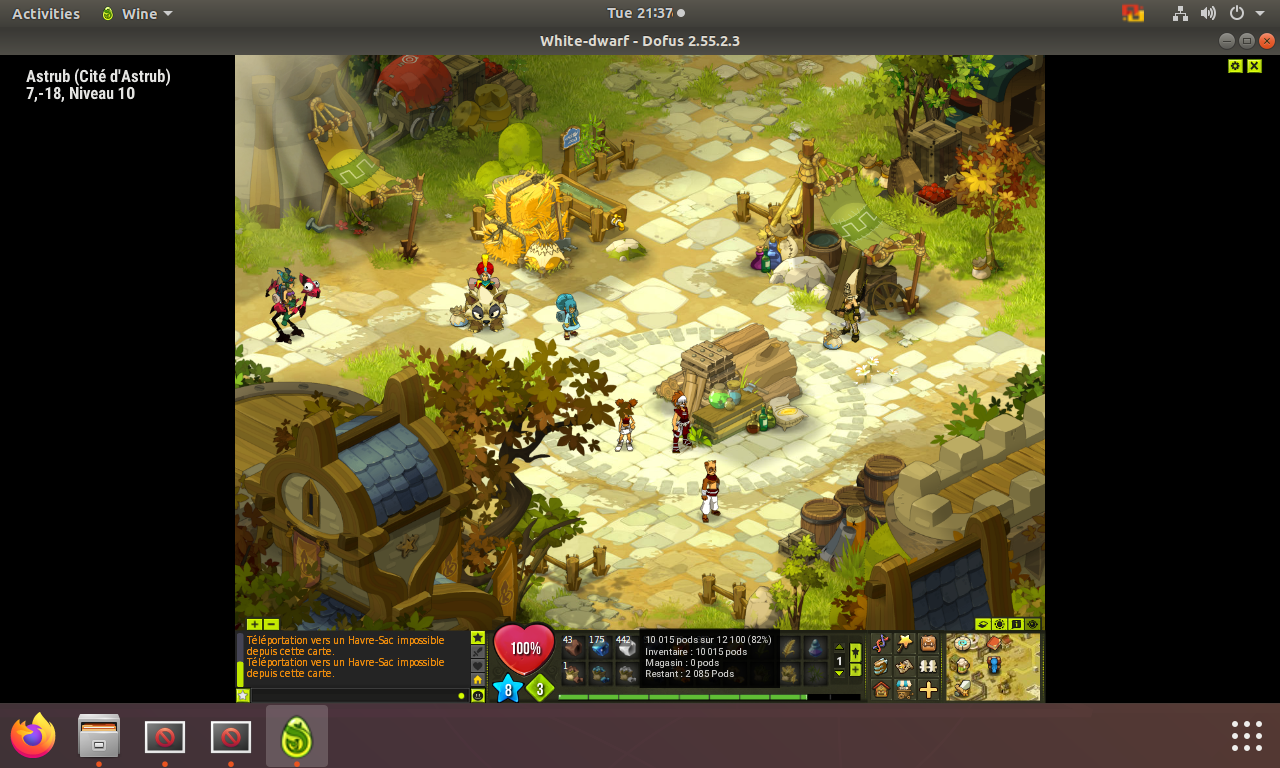 Activities
Wine
Tue 21:37
White-dwarf - Dofus 2.55.2.3
Astrub (Cité d'Astrub)
7,-18, Niveau 10
Téléportation vers un Havre-Sac impossible
depuis cette carte.
Téléportation vers un Havre-Sac impossible
depuis cette carte.
100%
8
3
43
175
442
1
10 015 pods sur 12 100 (82%)
Inventaire : 10 015 pods
Magasin : 0 pods
Restant : 2 085 Pods
1